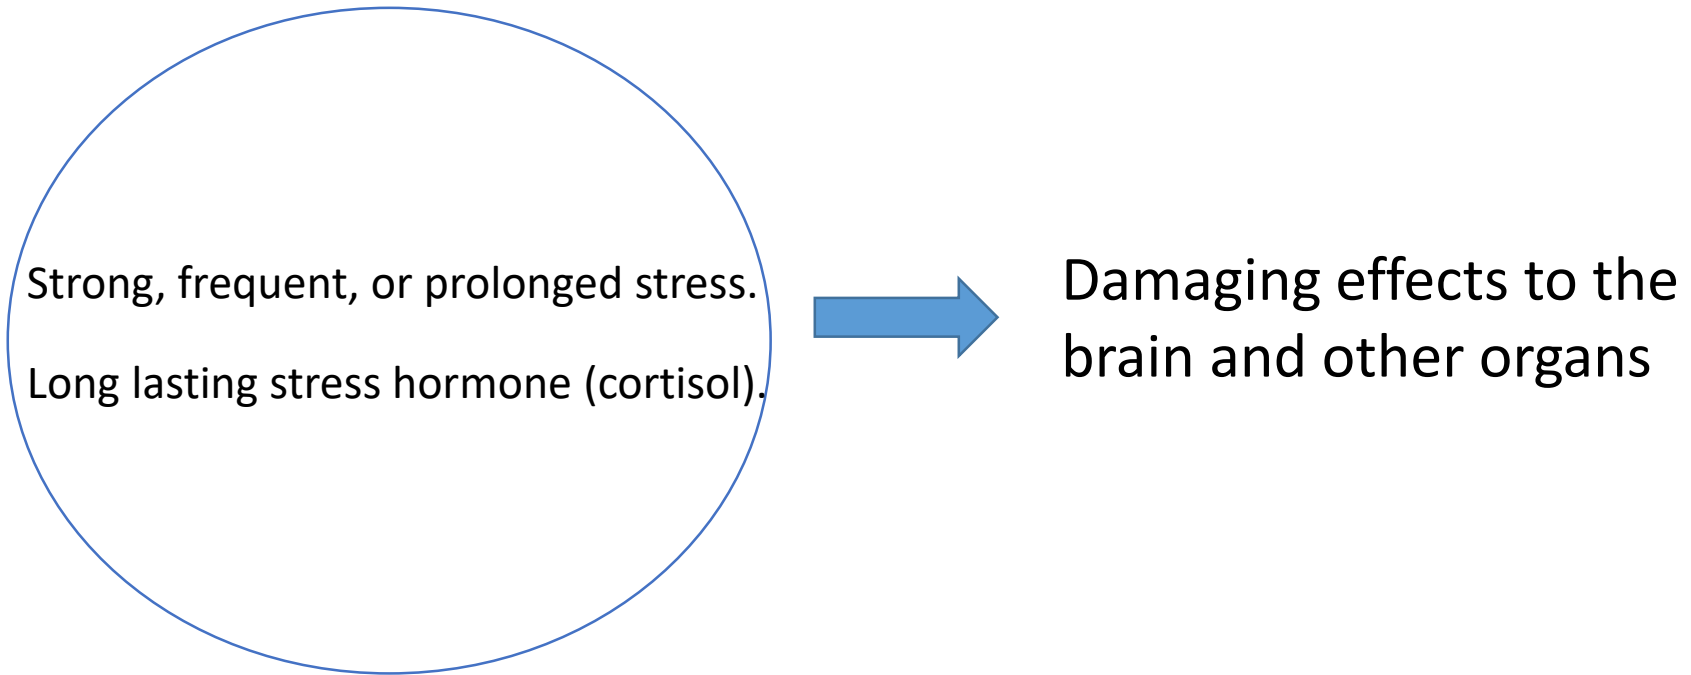 Strong, frequent, or prolonged stress.
Long lasting stress hormone (cortisol).
Damaging effects to the
brain and other organs